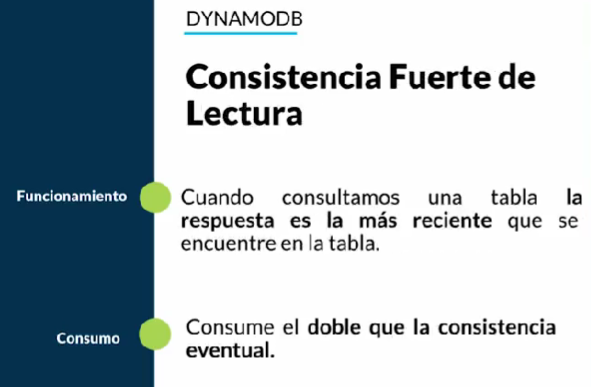 DYNAMODB
Consistencia Fuerte de
Lectura
Funcionamiento
Cuando consultamos una tabla la
respuesta es la más reciente que se
encuentre en la tabla.
Consumo
Consume el doble que la consistencia
eventual.